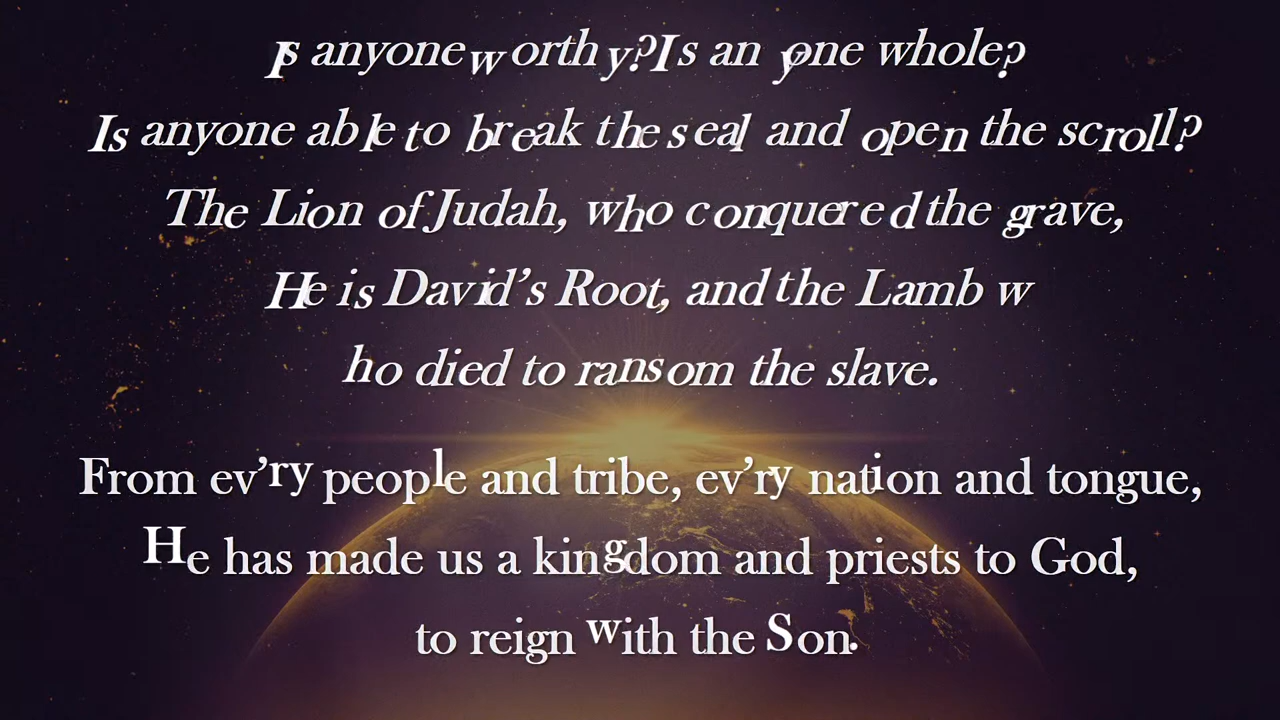 Is anyone worthy? Is anyone whole?
Is anyone able to break the seal and open the scroll?
The Lion of Judah, who conquered the grave,
He is David’s Root, and the Lamb w
ho died to ransom the slave.
From ev’ry people and tribe, ev’ry nation and tongue,
He has made us a kingdom and priests to God,
to reign with the Son.